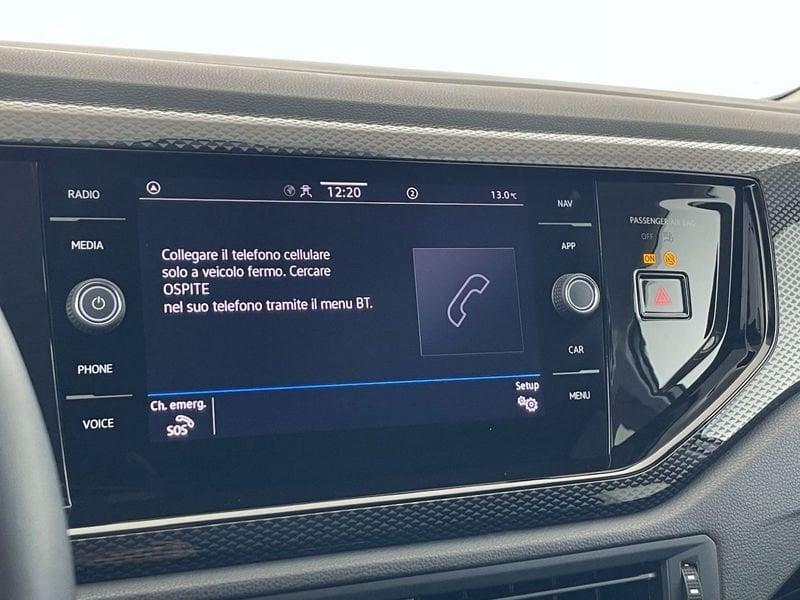 RADIO
MEDIA
PHONE
VOICE
12:20
2
13.0°C
Collegare il telefono cellulare
solo a veicolo fermo. Cercare
OSPITE
nel suo telefono tramite il menu BT.
Ch. emerg.
SOS
Setup
NAV
APP
CAR
MENU
PASSENGER AIR BAG
OFF
ON